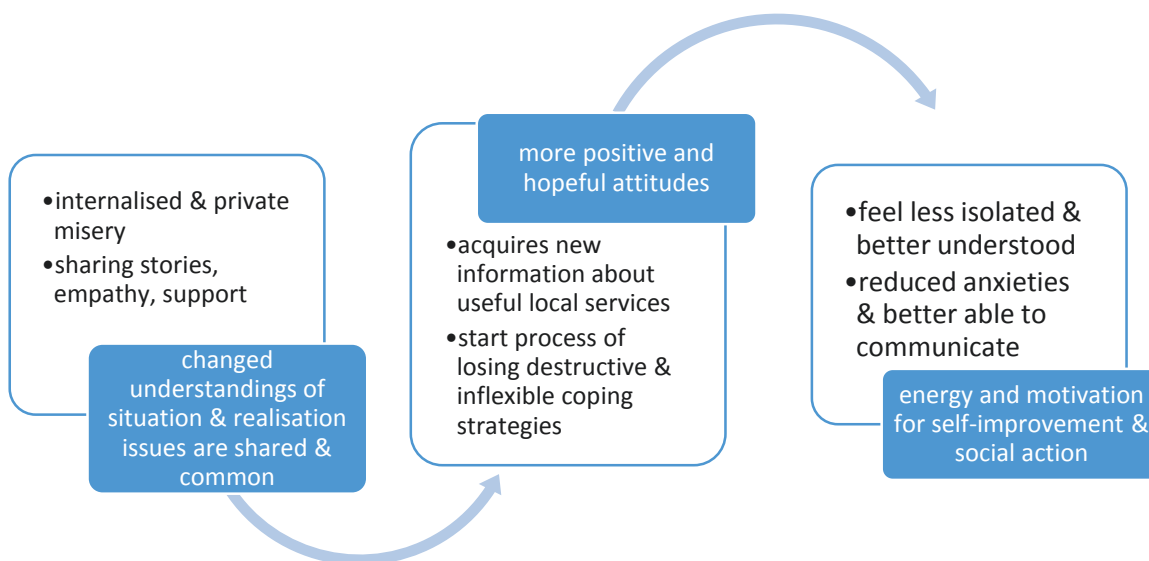 •internalised & private
misery
•sharing stories,
empathy, support
changed
understandings of
situation & realisation
issues are shared &
common
more positive and
hopeful attitudes
•acquires new
information about
useful local services
•start process of
losing destructive &
inflexible coping
strategies
•feel less isolated &
better understood
•reduced anxieties
& better able to
communicate
energy and motivation
for self-improvement &
social action